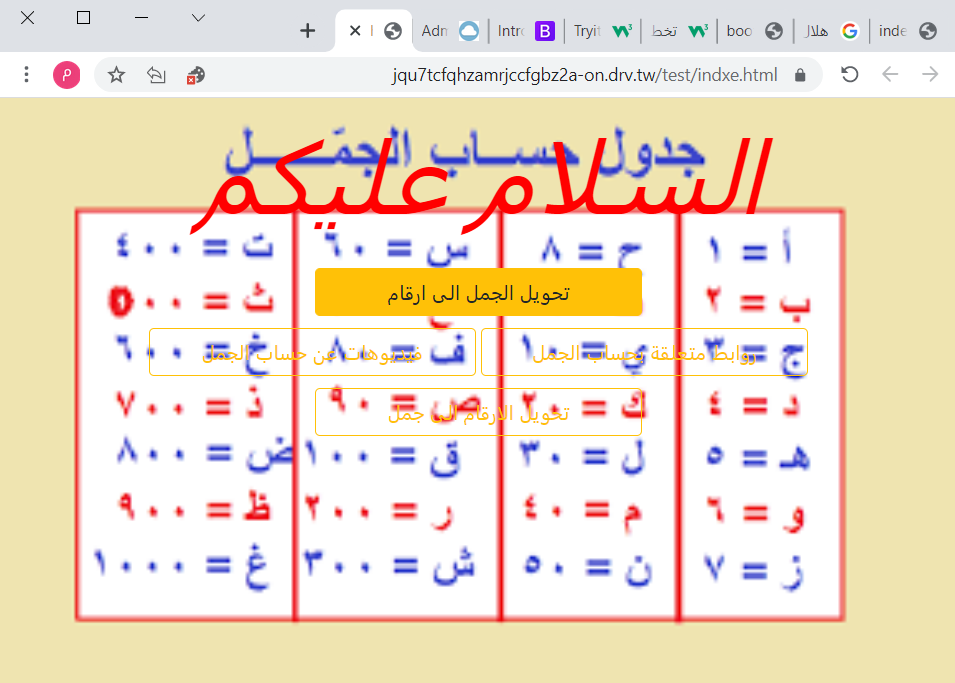 inde هلال boo تخط Tryit Intro Adn
jqu7tcfqhzamrjccfgbz2a-on.drv.tw/test/indxe.html
جدول حساب الجمّل
السلام عليكم
أ = ١ ح = ٨ س = ٦٠ ت = ٤٠٠
تحويل الجمل الى ارقام
ب = ٢ ث = ٥٠٠
روابط متعلقة بحساب الجمل فيديوهات عن حساب الجمل
ج = ٣ ي = ١٠ ف = ٨٠ خ = ٦٠٠
د = ٤ ك = ٢٠ ص = ٩٠ ذ = ٧٠٠
تحويل الارقام الى جمل
هـ = ٥ ل = ٣٠ ق = ١٠٠ ض = ٨٠٠
و = ٦ م = ٤٠ ر = ٢٠٠ ظ = ٩٠٠
ز = ٧ ن = ٥٠ ش = ٣٠٠ غ = ١٠٠٠